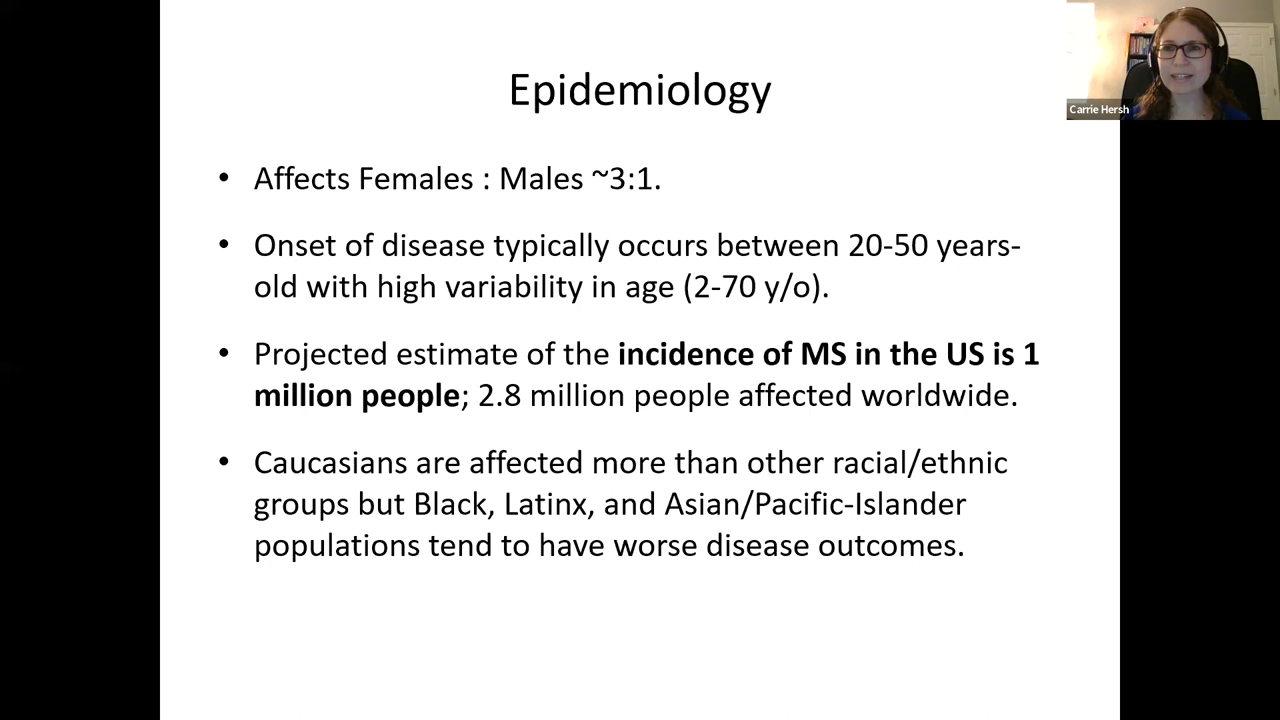 Epidemiology
Carrie Hersh
• Affects Females : Males ~3:1.
• Onset of disease typically occurs between 20-50 years-
old with high variability in age (2-70 y/o).
• Projected estimate of the incidence of MS in the US is 1
million people; 2.8 million people affected worldwide.
• Caucasians are affected more than other racial/ethnic
groups but Black, Latinx, and Asian/Pacific-Islander
populations tend to have worse disease outcomes.